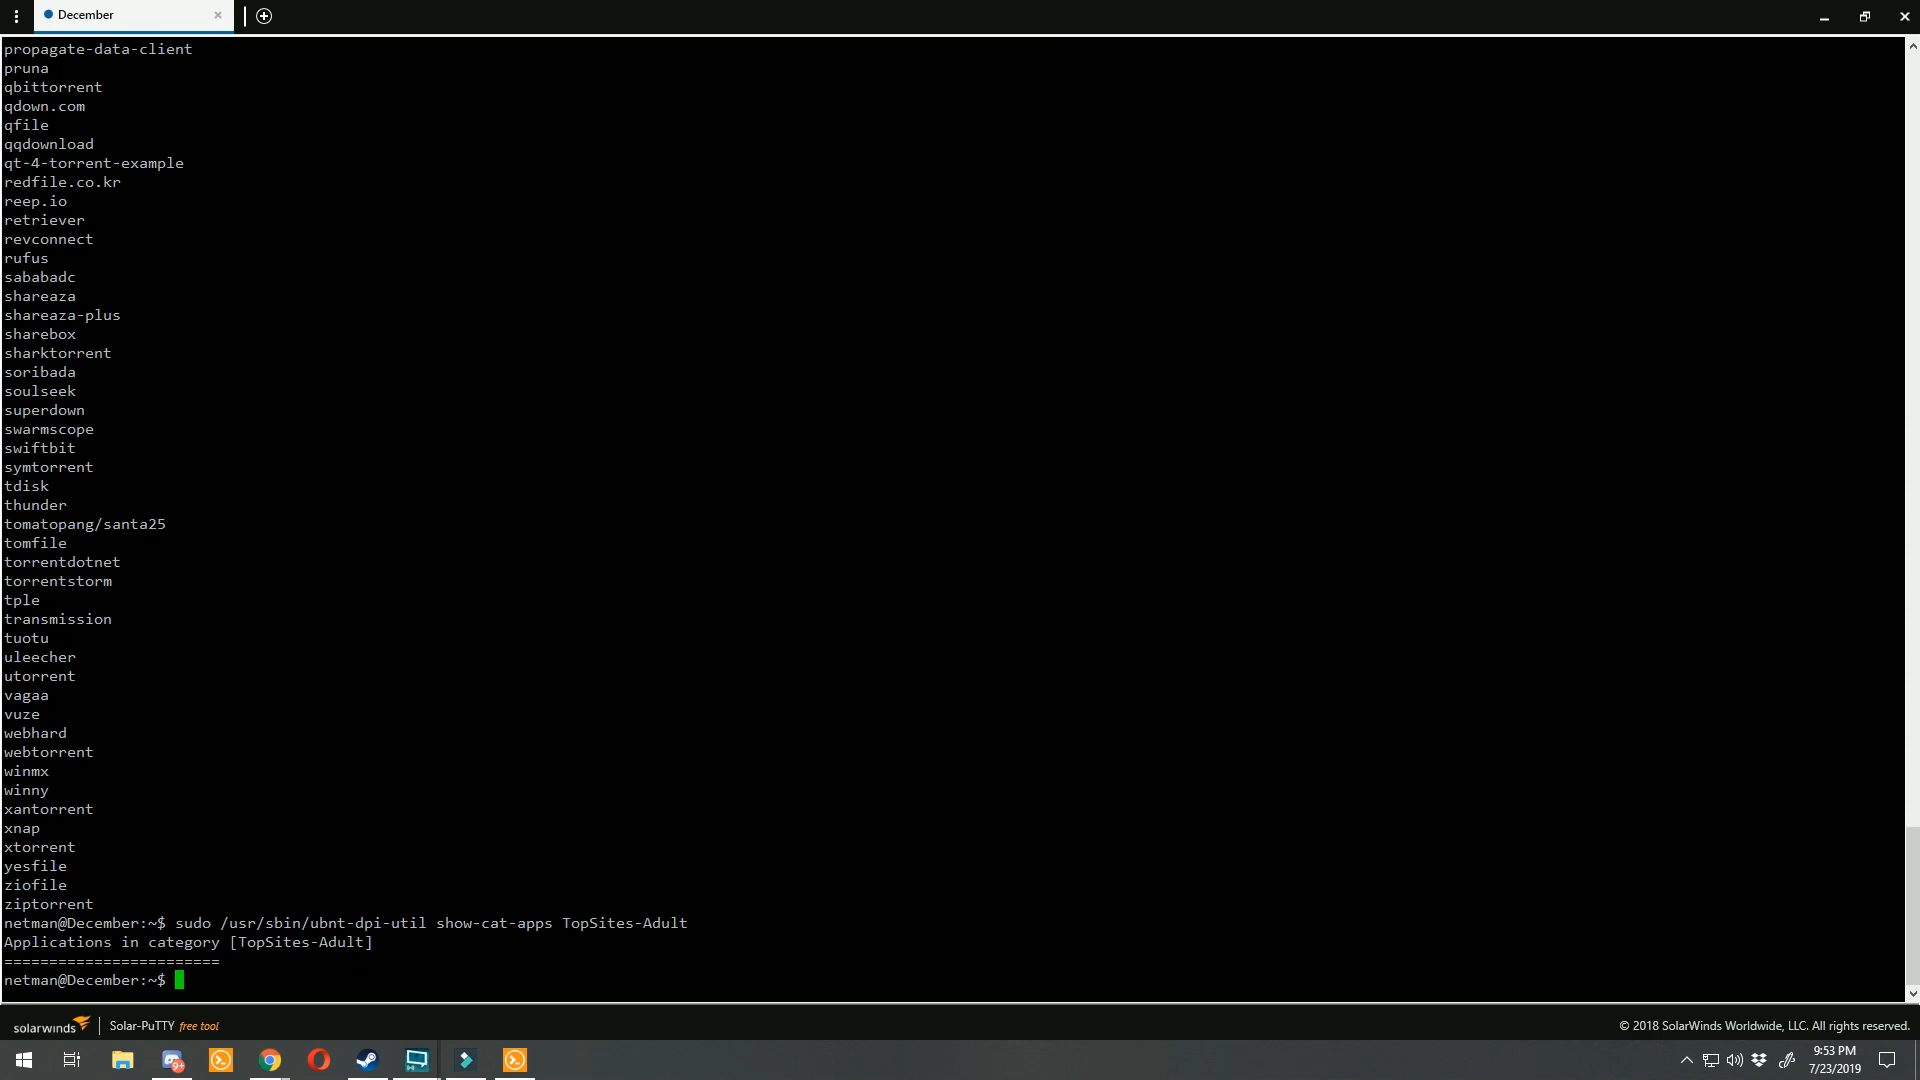 December
propagate-data-client
pruna
qbittorrent
qdown.com
qfile
qqdownload
qt-4-torrent-example
redfile.co.kr
reep.io
retriever
revconnect
rufus
sababadc
shareaza
shareaza-plus
sharebox
sharktorrent
soribada
soulseek
superdown
swarmscope
swiftbit
symtorrent
tdisk
thunder
tomatopang/santa25
tomfile
torrentdotnet
torrentstorm
tple
transmission
tuotu
uleecher
utorrent
vagaa
vuze
webhard
webtorrent
winmx
winny
xantorrent
xnap
xtorrent
yesfile
ziofile
ziptorrent
netman@December:~$ sudo /usr/sbin/ubnt-dpi-util show-cat-apps TopSites-Adult
Applications in category [TopSites-Adult]
========================
netman@December:~$
solarwinds | Solar-PuTTY free tool
© 2018 SolarWinds Worldwide, LLC. All rights reserved.
9+
9:53 PM
7/23/2019